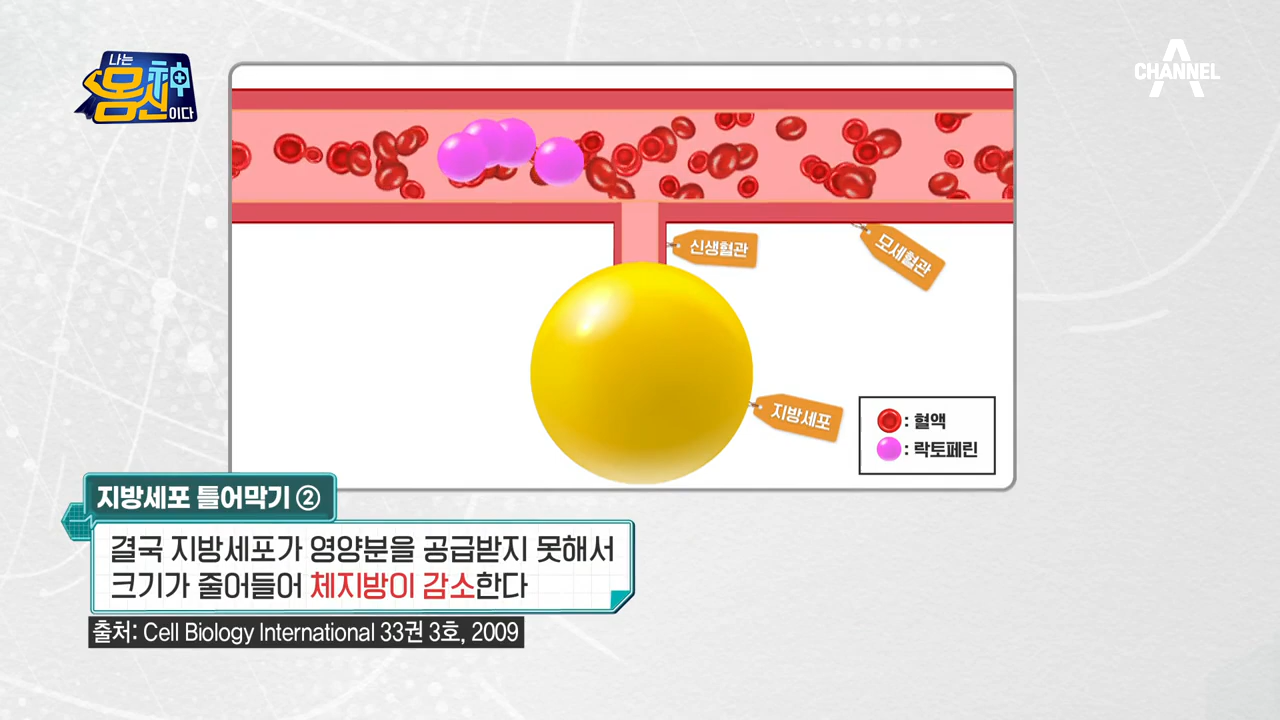 나는
몸신神
이다
CHANNEL A
신생혈관
모세혈관
지방세포
: 혈액
: 락토페린
지방세포 틀어막기 ②
결국 지방세포가 영양분을 공급받지 못해서
크기가 줄어들어 체지방이 감소한다
출처: Cell Biology International 33권 3호, 2009